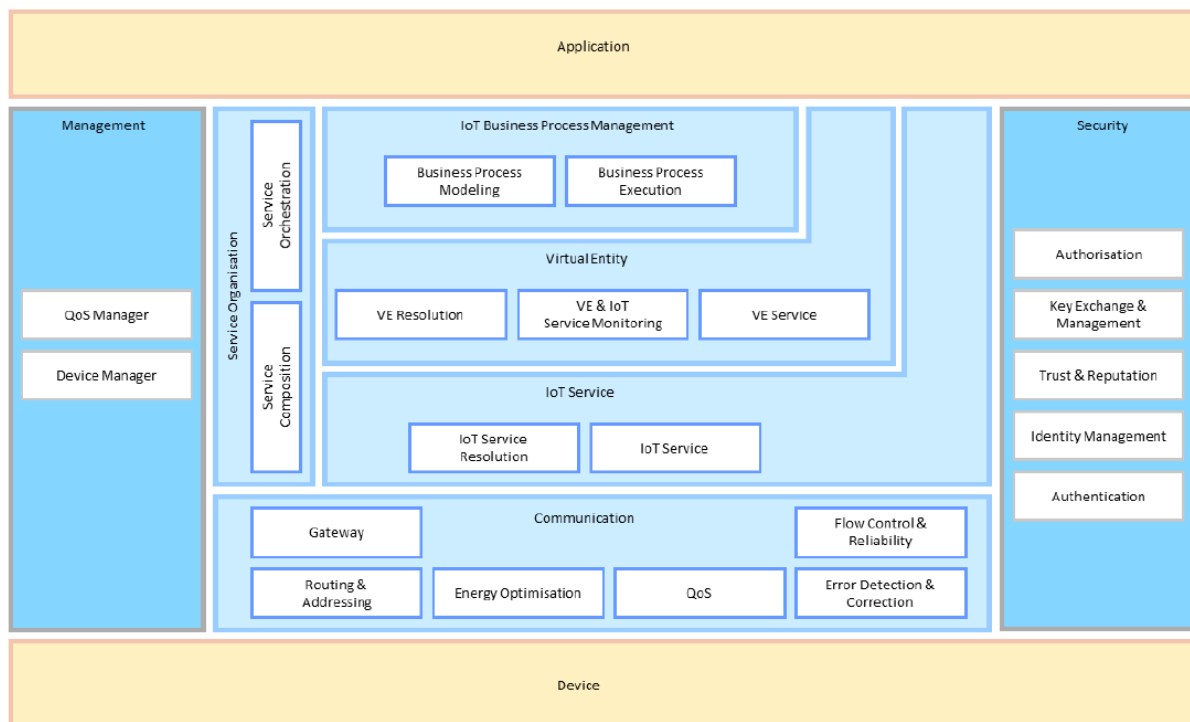 Application
Management
QoS Manager
Device Manager
Service Organisation
Service
Orchestration
Service
Composition
IoT Business Process Management
Business Process
Modeling
Business Process
Execution
Virtual Entity
VE Resolution
VE & IoT
Service Monitoring
VE Service
IoT Service
IoT Service
Resolution
IoT Service
Communication
Gateway
Flow Control &
Reliability
Routing &
Addressing
Energy Optimisation
QoS
Error Detection &
Correction
Security
Authorisation
Key Exchange &
Management
Trust & Reputation
Identity Management
Authentication
Device